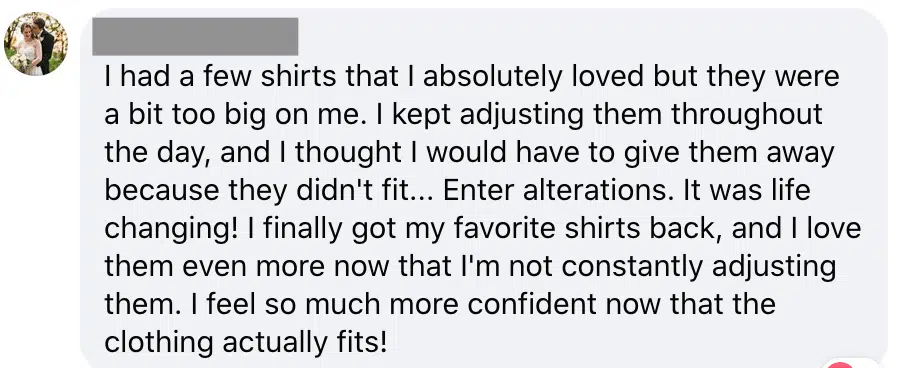 I had a few shirts that I absolutely loved but they were
a bit too big on me. I kept adjusting them throughout
the day, and I thought I would have to give them away
because they didn't fit... Enter alterations. It was life
changing! I finally got my favorite shirts back, and I love
them even more now that I'm not constantly adjusting
them. I feel so much more confident now that the
clothing actually fits!